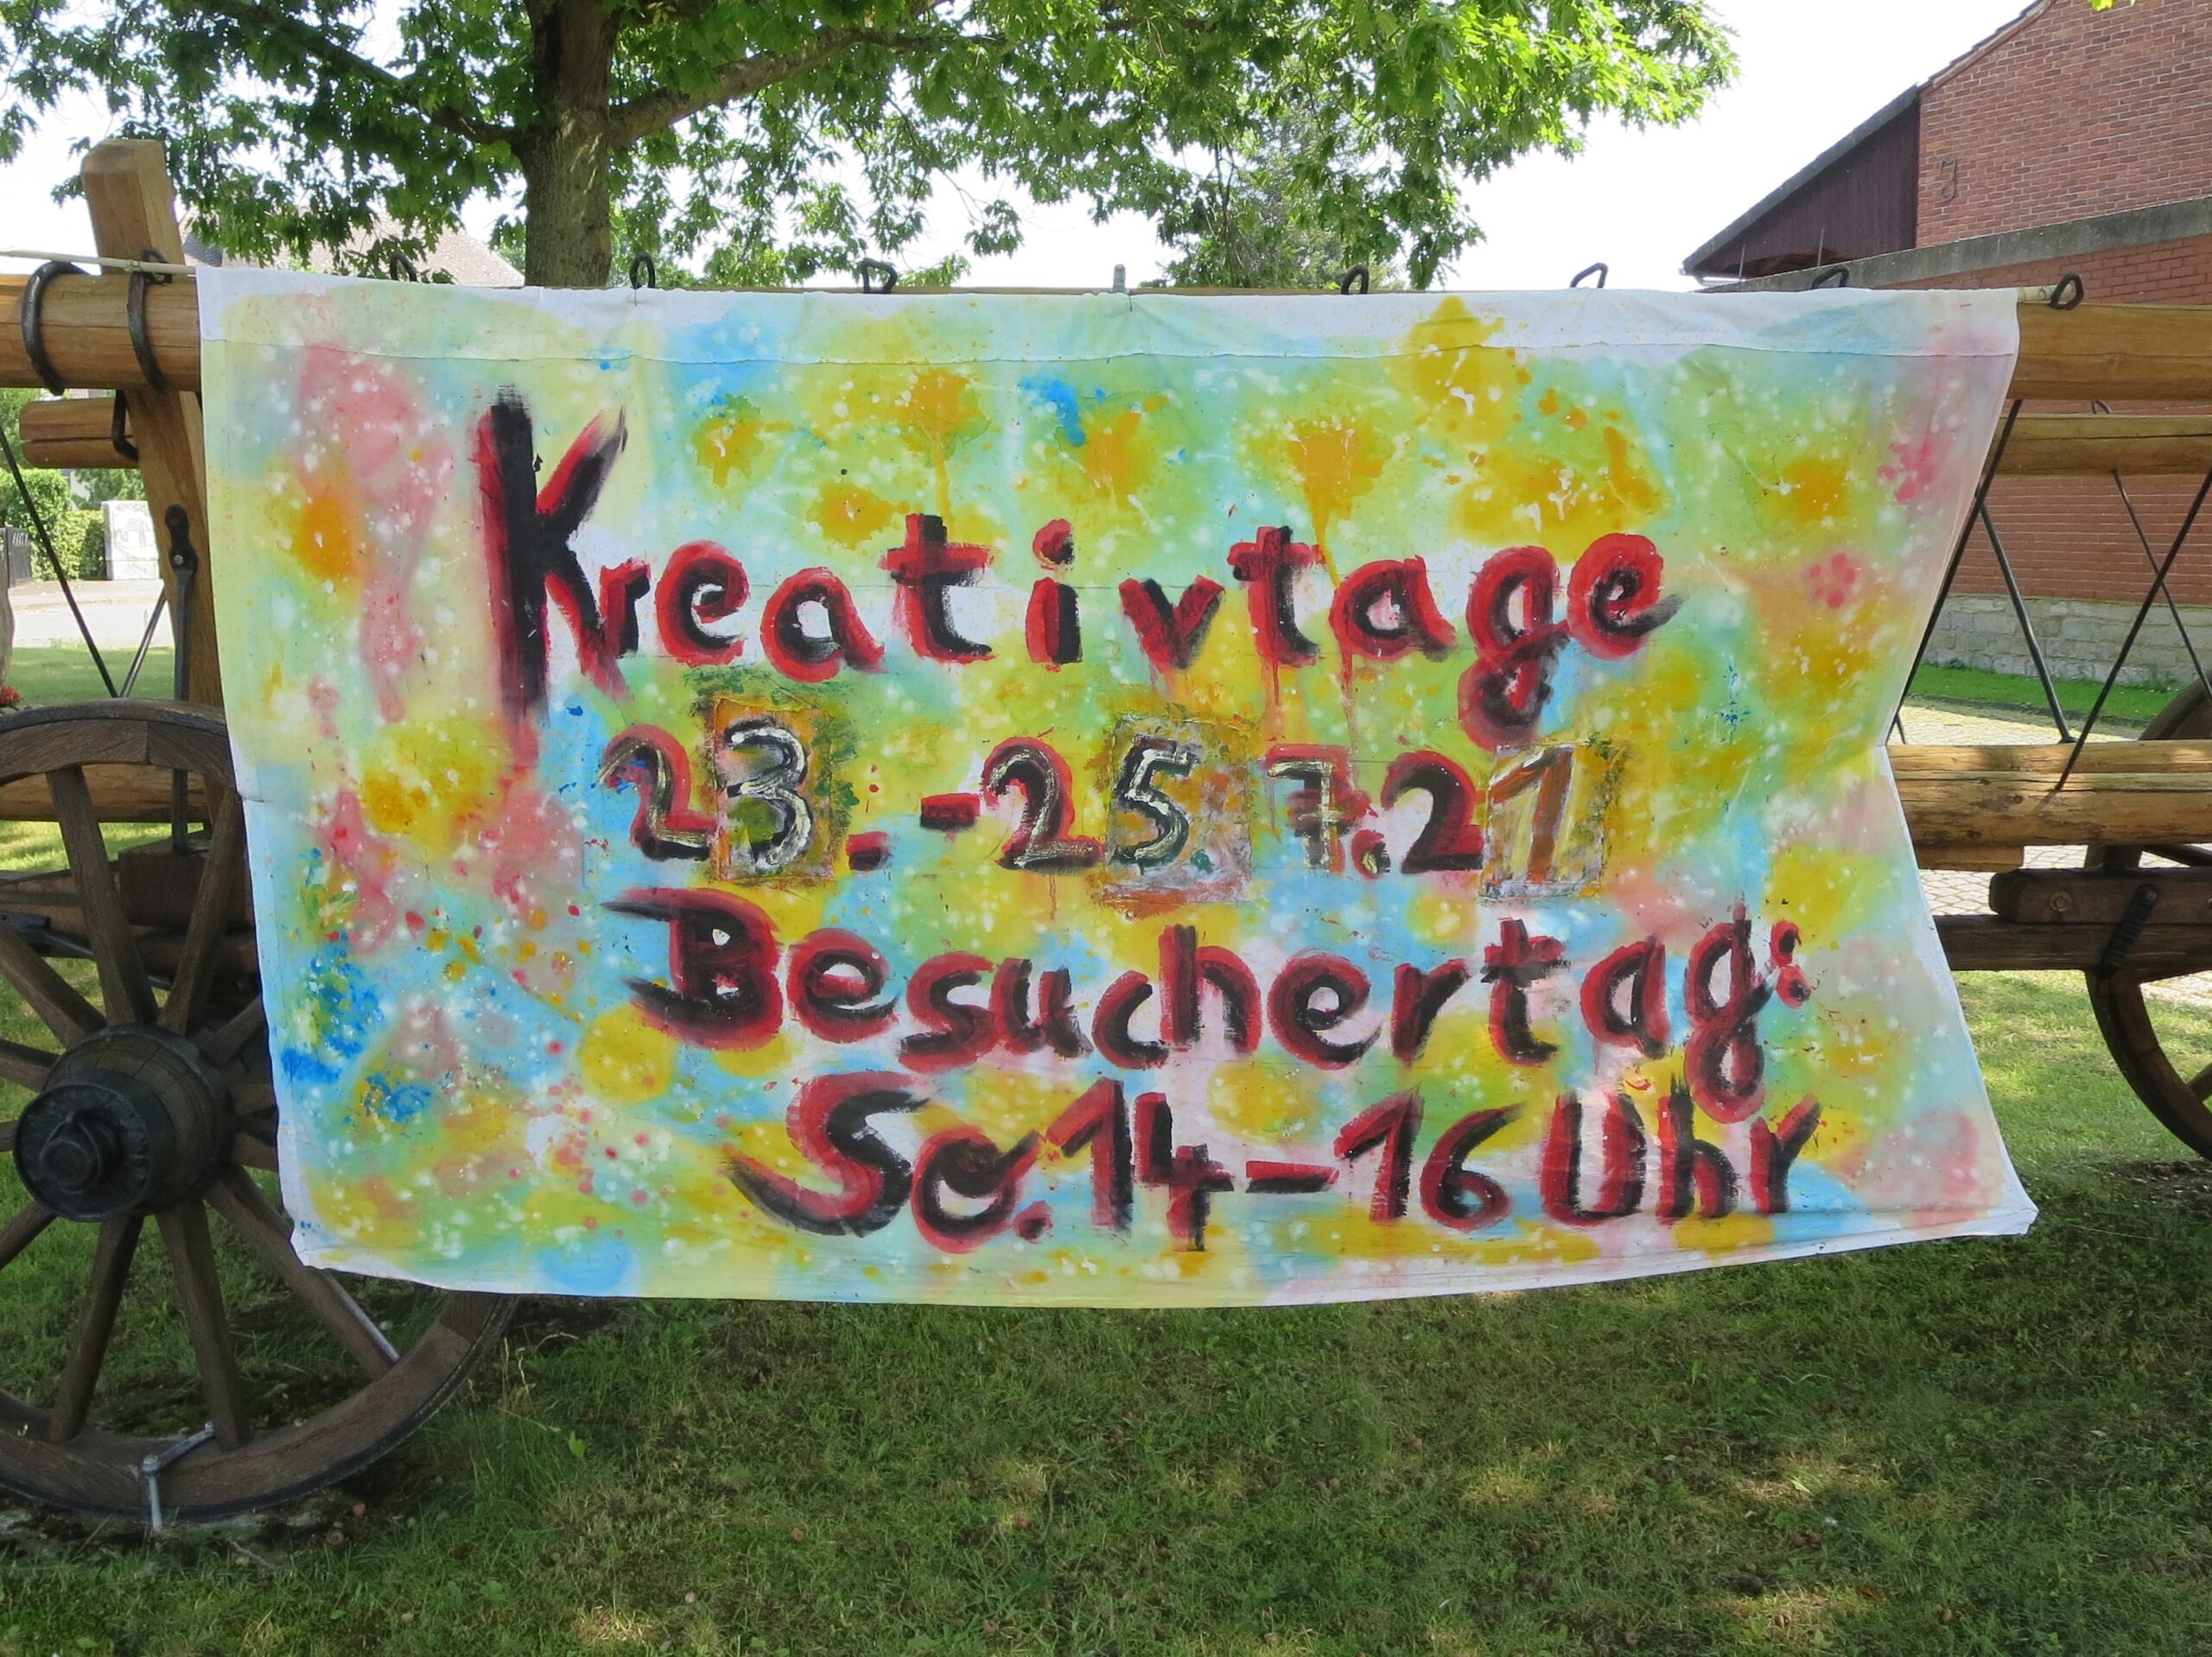 Kreativtage
23.-25.7.21
Besuchertag:
So.14-16 Uhr